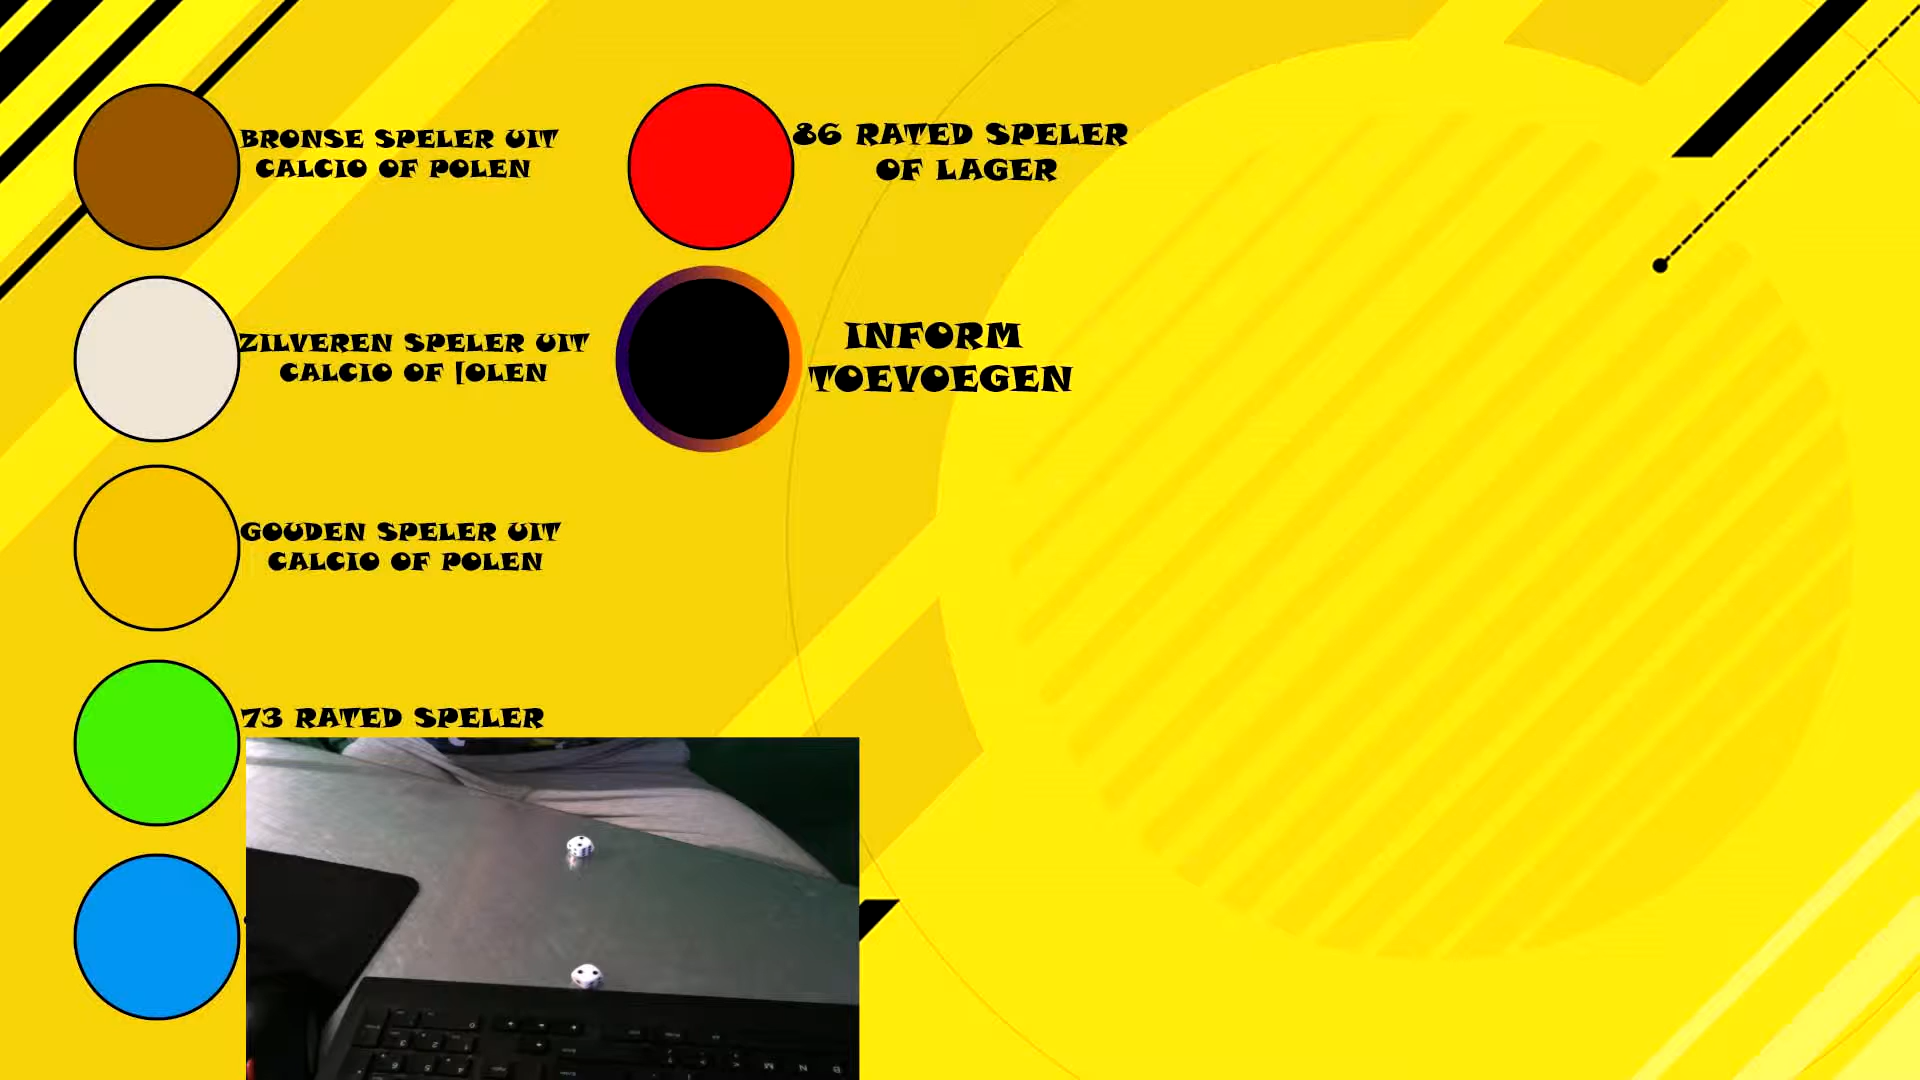 BRONSE SPELER UIT
CALCIO OF POLEN
ZILVEREN SPELER UIT
CALCIO OF [OLEN
GOUDEN SPELER UIT
CALCIO OF POLEN
73 RATED SPELER
86 RATED SPELER
OF LAGER
INFORM
TOEVOEGEN